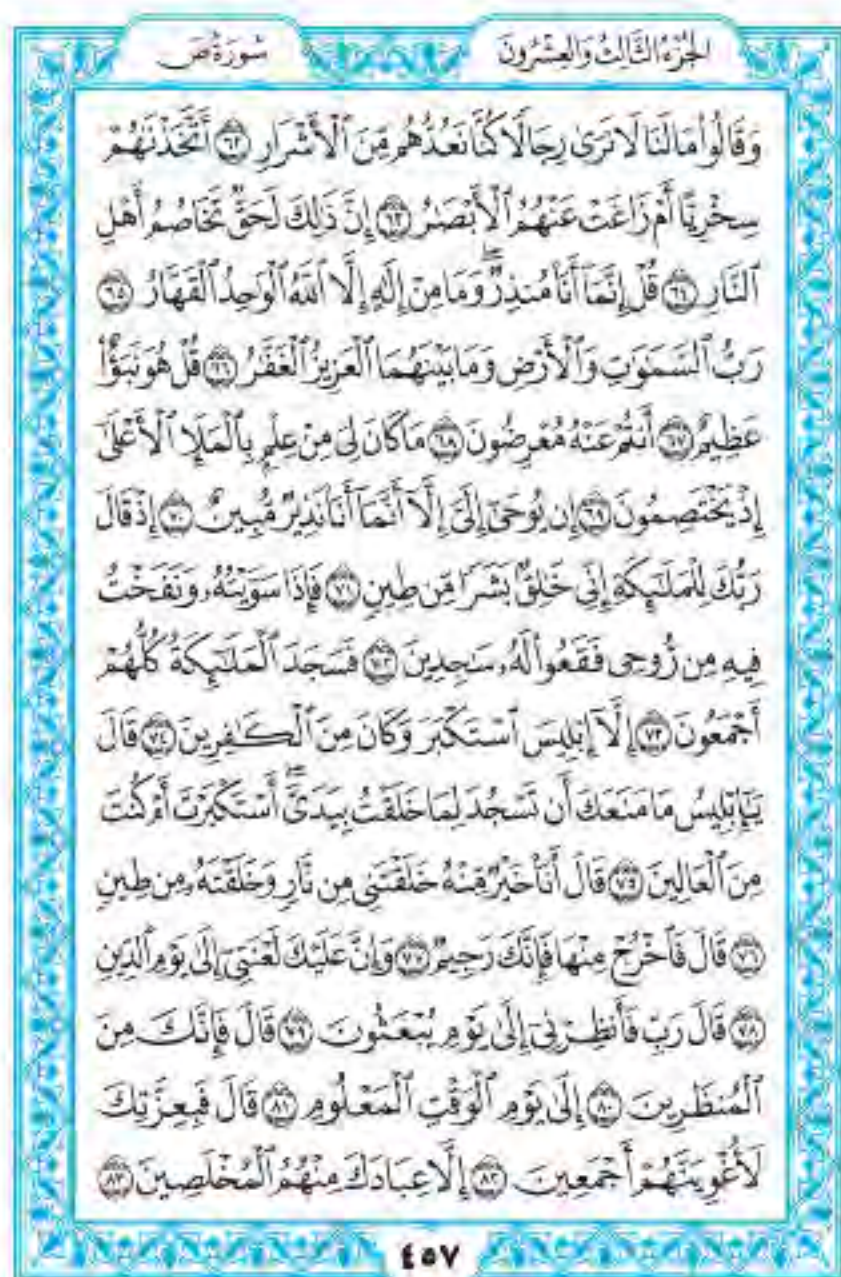 الجُزْءُ الثَّالِثُ وَالعِشْرُونَ
سُورَةُ صٓ
وَقَالُواْ مَا لَنَا لَا نَرَىٰ رِجَالًا كُنَّا نَعُدُّهُم مِّنَ ٱلْأَشْرَارِ ٦٢ أَتَّخَذْنَٰهُمْ
سِخْرِيًّا أَمْ زَاغَتْ عَنْهُمُ ٱلْأَبْصَٰرُ ٦٣ إِنَّ ذَٰلِكَ لَحَقٌّ تَخَاصُمُ أَهْلِ
ٱلنَّارِ ٦٤ قُلْ إِنَّمَآ أَنَا۠ مُنذِرٌ ۖ وَمَا مِنْ إِلَٰهٍ إِلَّا ٱللَّهُ ٱلْوَٰحِدُ ٱلْقَهَّارُ ٦٥
رَبُّ ٱلسَّمَٰوَٰتِ وَٱلْأَرْضِ وَمَا بَيْنَهُمَا ٱلْعَزِيزُ ٱلْغَفَّٰرُ ٦٦ قُلْ هُوَ نَبَؤٌاْ
عَظِيمٌ ٦٧ أَنتُمْ عَنْهُ مُعْرِضُونَ ٦٨ مَا كَانَ لِيَ مِنْ عِلْمٍۭ بِٱلْمَلَإِ ٱلْأَعْلَىٰٓ
إِذْ يَخْتَصِمُونَ ٦٩ إِن يُوحَىٰٓ إِلَيَّ إِلَّآ أَنَّمَآ أَنَا۠ نَذِيرٌ مُّبِينٌ ٧٠ إِذْ قَالَ
رَبُّكَ لِلْمَلَٰٓئِكَةِ إِنِّي خَٰلِقٌۢ بَشَرًا مِّن طِينٍ ٧١ فَإِذَا سَوَّيْتُهُۥ وَنَفَخْتُ
فِيهِ مِن رُّوحِي فَقَعُواْ لَهُۥ سَٰجِدِينَ ٧٢ فَسَجَدَ ٱلْمَلَٰٓئِكَةُ كُلُّهُمْ
أَجْمَعُونَ ٧٣ إِلَّآ إِبْلِيسَ ٱسْتَكْبَرَ وَكَانَ مِنَ ٱلْكَٰفِرِينَ ٧٤ قَالَ
يَٰٓإِبْلِيسُ مَا مَنَعَكَ أَن تَسْجُدَ لِمَا خَلَقْتُ بِيَدَيَّ ۖ أَسْتَكْبَرْتَ أَمْ كُنتَ
مِنَ ٱلْعَالِينَ ٧٥ قَالَ أَنَا۠ خَيْرٌ مِّنْهُ خَلَقْتَنِي مِن نَّارٍ وَخَلَقْتَهُۥ مِن طِينٍ
٧٦ قَالَ فَٱخْرُجْ مِنْهَا فَإِنَّكَ رَجِيمٌ ٧٧ وَإِنَّ عَلَيْكَ لَعْنَتِيٓ إِلَىٰ يَوْمِ ٱلدِّينِ
٧٨ قَالَ رَبِّ فَأَنظِرْنِيٓ إِلَىٰ يَوْمِ يُبْعَثُونَ ٧٩ قَالَ فَإِنَّكَ مِنَ
ٱلْمُنظَرِينَ ٨٠ إِلَىٰ يَوْمِ ٱلْوَقْتِ ٱلْمَعْلُومِ ٨١ قَالَ فَبِعِزَّتِكَ
لَأُغْوِيَنَّهُمْ أَجْمَعِينَ ٨٢ إِلَّا عِبَادَكَ مِنْهُمُ ٱلْمُخْلَصِينَ ٨٣
٤٥٧